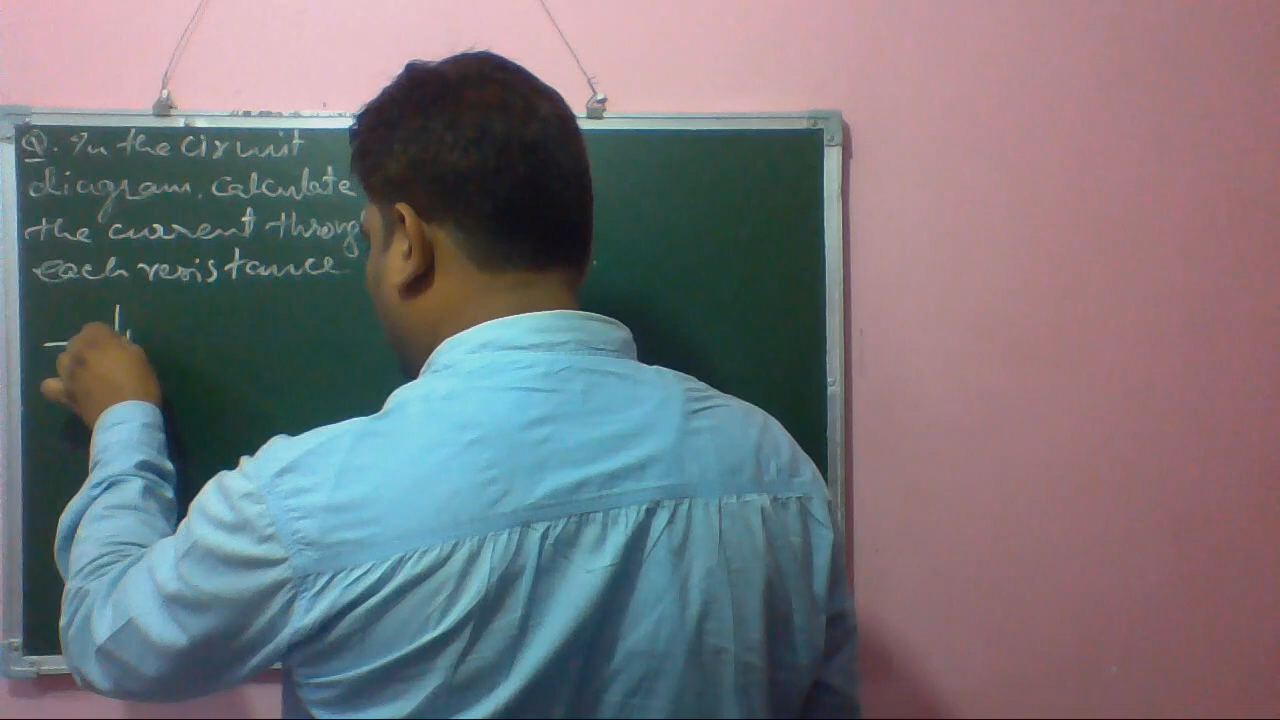 Q. In the circuit
diagram, calculate
the current through
each resistance